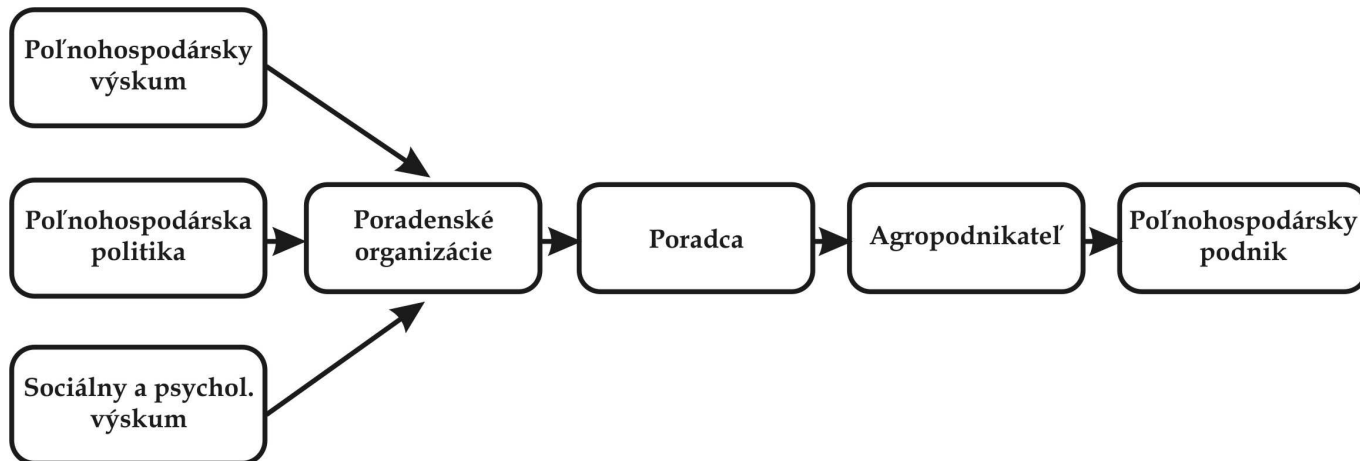 Poľnohospodársky
výskum
Poľnohospodárska
politika
Sociálny a psychol.
výskum
Poradenské
organizácie
Poradca
Agropodnikateľ
Poľnohospodársky
podnik